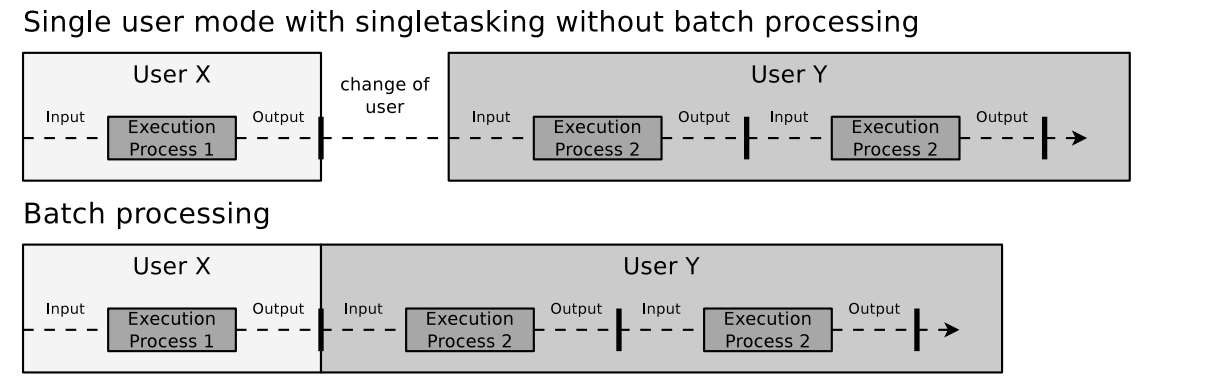 Single user mode with singletasking without batch processing
User X
change of
user
User Y
Input
Execution
Process 1
Output
Input
Execution
Process 2
Output
Input
Execution
Process 2
Output
Batch processing
User X
User Y
Input
Execution
Process 1
Output
Input
Execution
Process 2
Output
Input
Execution
Process 2
Output